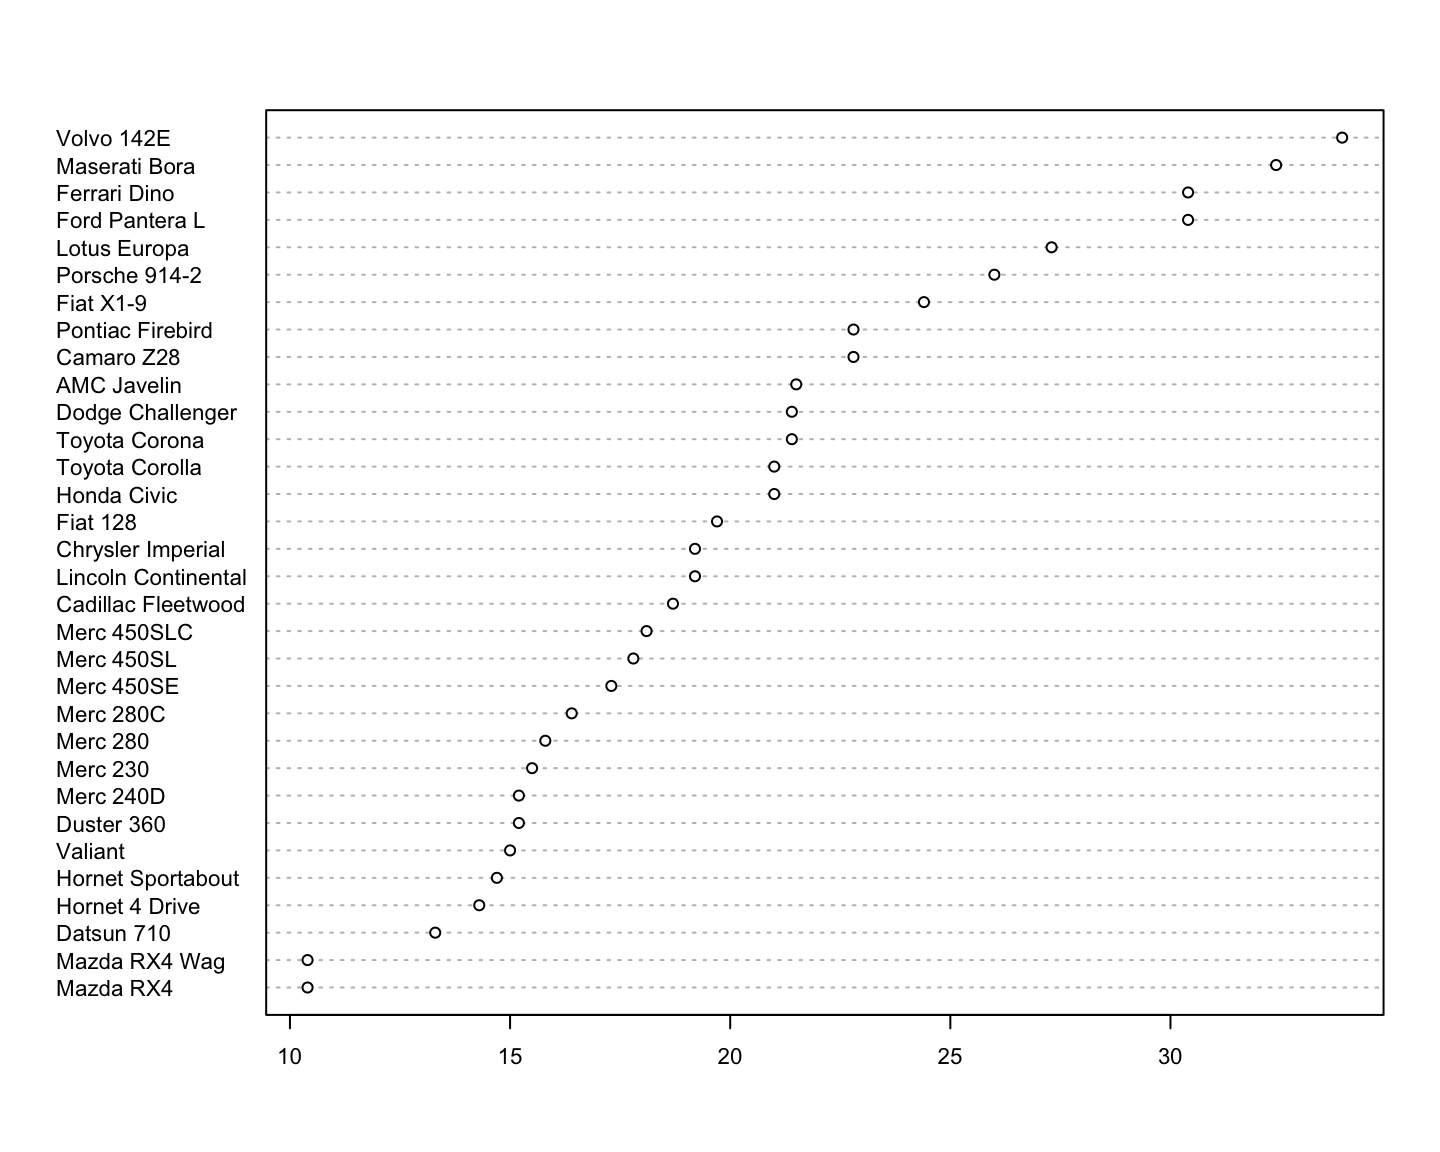 Volvo 142E
Maserati Bora
Ferrari Dino
Ford Pantera L
Lotus Europa
Porsche 914-2
Fiat X1-9
Pontiac Firebird
Camaro Z28
AMC Javelin
Dodge Challenger
Toyota Corona
Toyota Corolla
Honda Civic
Fiat 128
Chrysler Imperial
Lincoln Continental
Cadillac Fleetwood
Merc 450SLC
Merc 450SL
Merc 450SE
Merc 280C
Merc 280
Merc 230
Merc 240D
Duster 360
Valiant
Hornet Sportabout
Hornet 4 Drive
Datsun 710
Mazda RX4 Wag
Mazda RX4
10 15 20 25 30